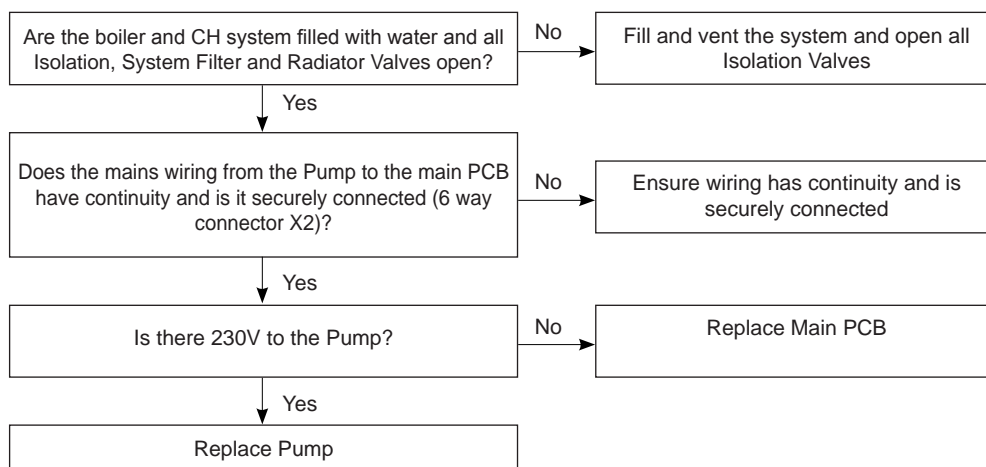 Are the boiler and CH system filled with water and all
Isolation, System Filter and Radiator Valves open?
No
Fill and vent the system and open all
Isolation Valves
Yes
Does the mains wiring from the Pump to the main PCB
have continuity and is it securely connected (6 way
connector X2)?
No
Ensure wiring has continuity and is
securely connected
Yes
Is there 230V to the Pump?
No
Replace Main PCB
Yes
Replace Pump